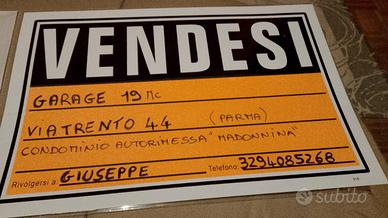 VENDESI
GARAGE 19 MC
VIA TRENTO 44 (PARMA)
CONDOMINIO AUTORIMESSA "MADONNINA"
Rivolgersi a GIUSEPPE Telefono: 3294085268
subito